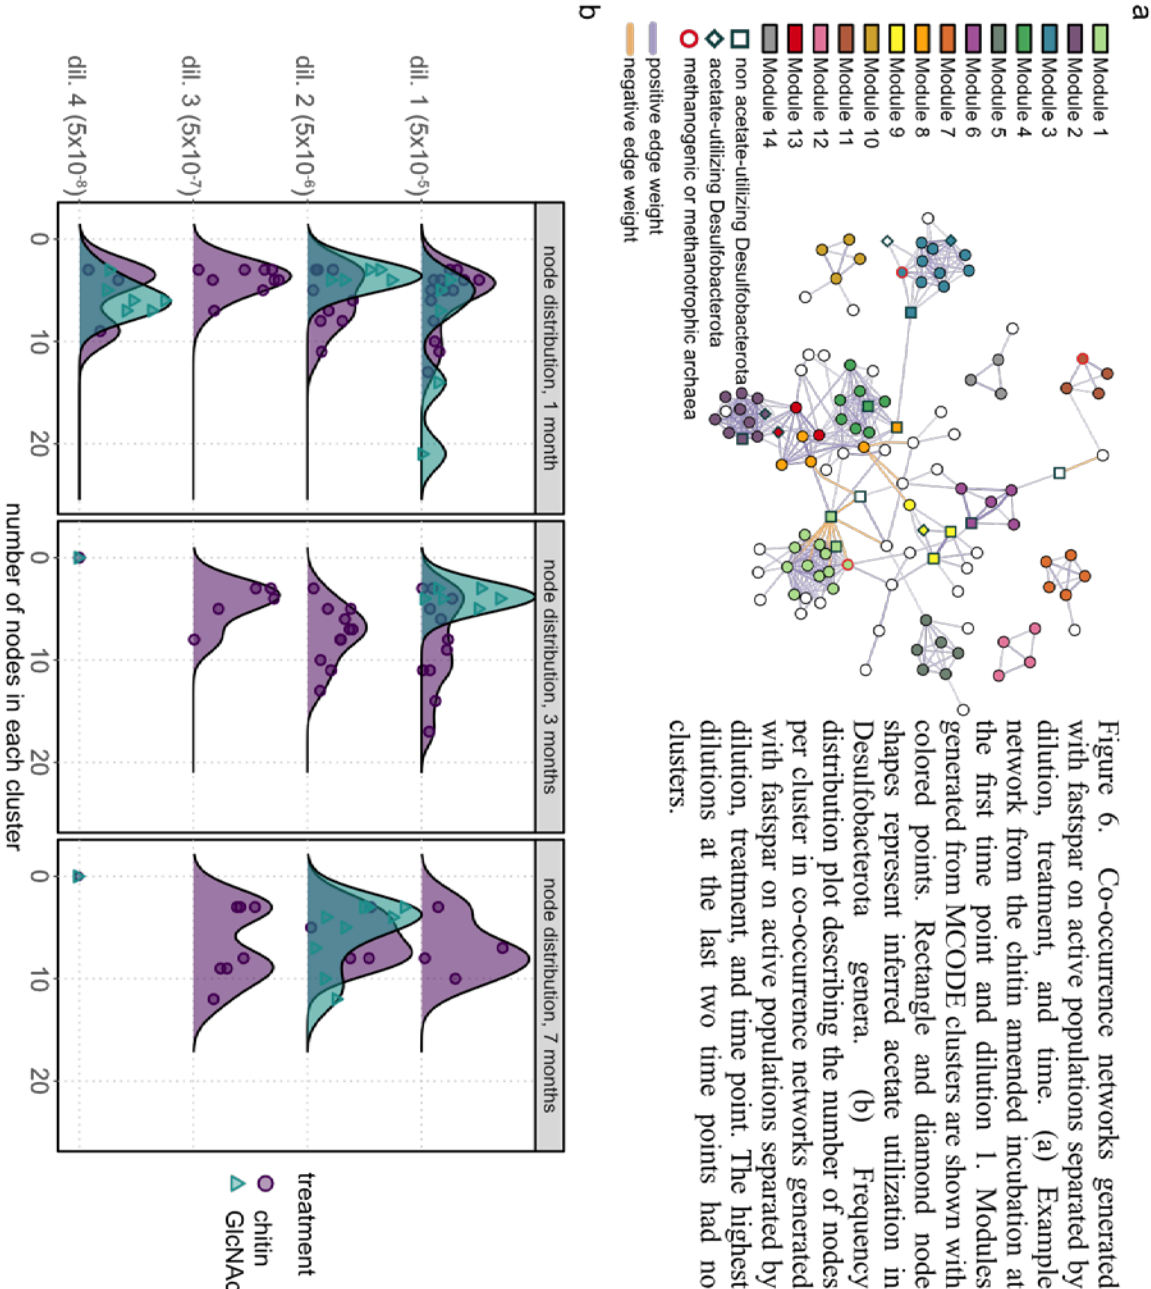 a
Module 1
Module 2
Module 3
Module 4
Module 5
Module 6
Module 7
Module 8
Module 9
Module 10
Module 11
Module 12
Module 13
Module 14
non acetate-utilizing Desulfobacterota
acetate-utilizing Desulfobacterota
methanogenic or methanotrophic archaea
positive edge weight
negative edge weight
Figure 6. Co-occurrence networks generated
with fastspar on active populations separated by
dilution, treatment, and time. (a) Example
network from the chitin amended incubation at
the first time point and dilution 1. Modules
generated from MCODE clusters are shown with
colored points. Rectangle and diamond node
shapes represent inferred acetate utilization in
Desulfobacterota genera. (b) Frequency
distribution plot describing the number of nodes
per cluster in co-occurrence networks generated
with fastspar on active populations separated by
dilution, treatment, and time point. The highest
dilutions at the last two time points had no
clusters.
b
node distribution, 1 month
node distribution, 3 months
node distribution, 7 months
dil. 1 (5x10-5)
dil. 2 (5x10-6)
dil. 3 (5x10-7)
dil. 4 (5x10-8)
0 10 20 0 10 20 0 10 20
number of nodes in each cluster
treatment
chitin
GlcNAc